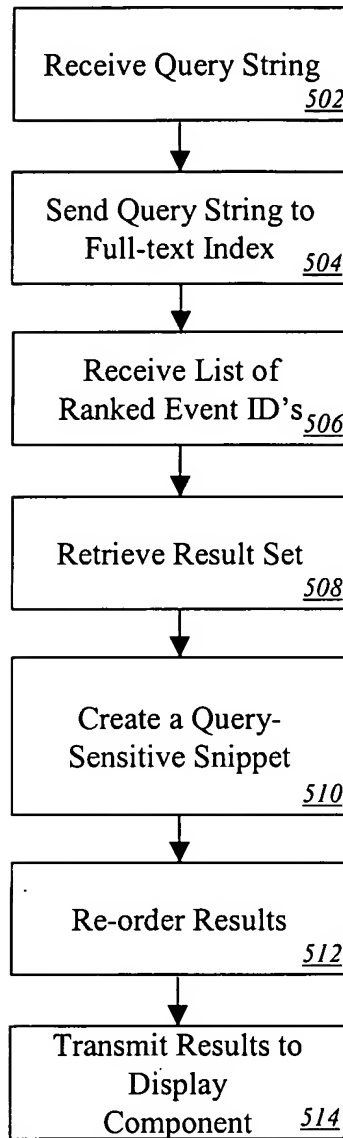 Receive Query String
502
Send Query String to
Full-text Index
504
Receive List of
Ranked Event ID's
506
Retrieve Result Set
508
Create a Query-
Sensitive Snippet
510
Re-order Results
512
Transmit Results to
Display
Component
514